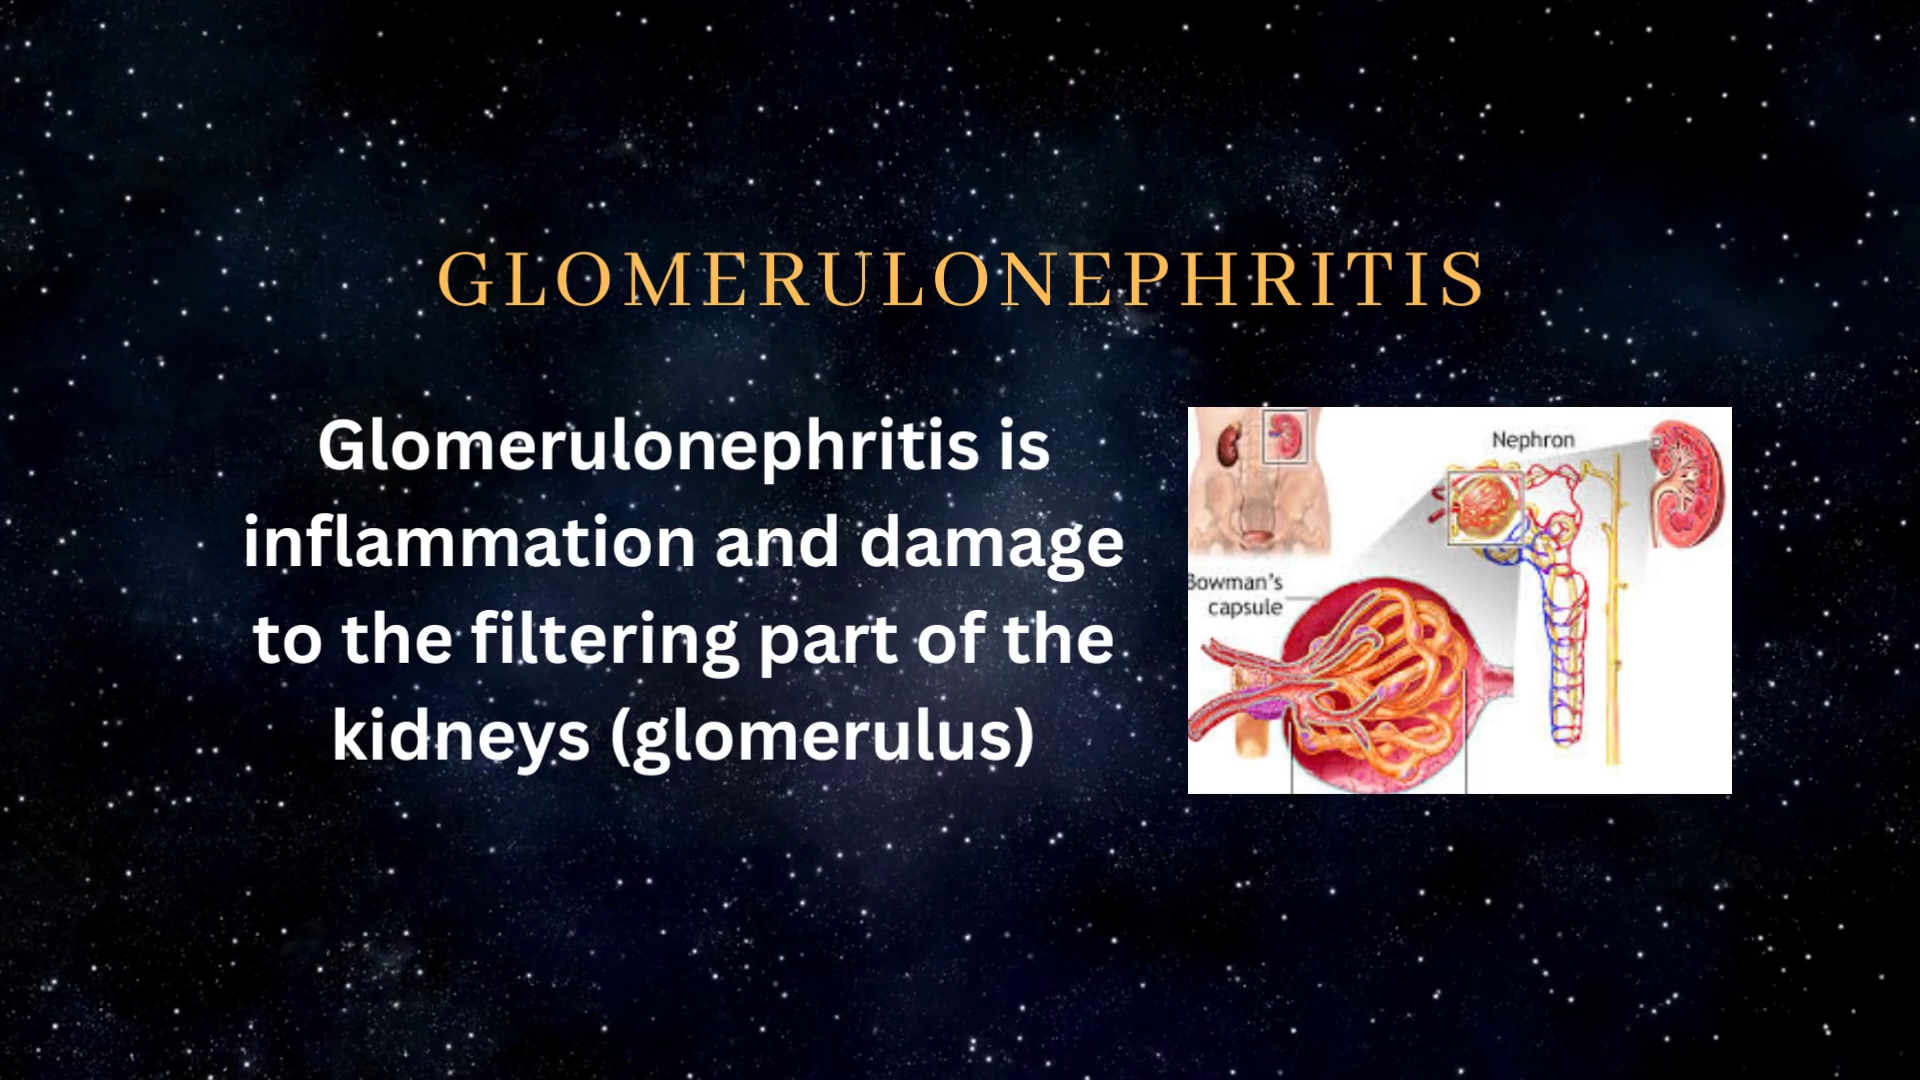 GLOMERULONEPHRITIS
Glomerulonephritis is
inflammation and damage
to the filtering part of the
kidneys (glomerulus)
Nephron
Bowman's
capsule